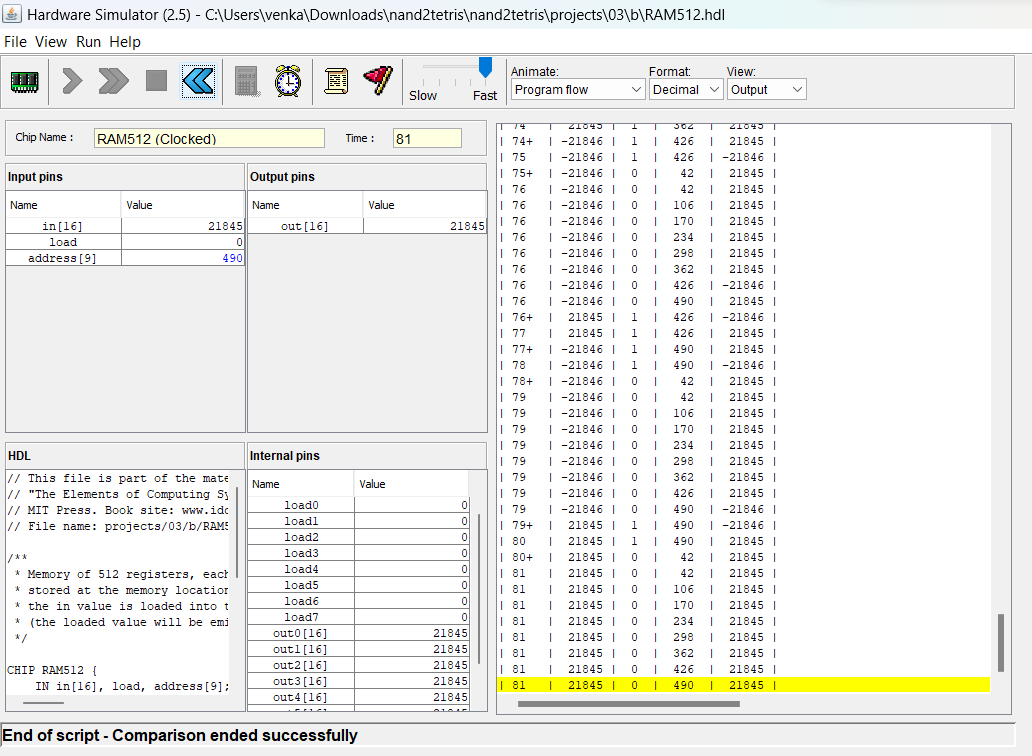 Hardware Simulator (2.5) - C:\Users\venka\Downloads\nand2tetris\nand2tetris\projects\03\b\RAM512.hdl
File View Run Help
Slow Fast
Animate: Format: View:
Program flow Decimal Output
Chip Name : RAM512 (Clocked) Time : 81
Input pins
Name Value
in[16] 21845
load 0
address[9] 490
Output pins
Name Value
out[16] 21845
HDL
// This file is part of the mate
// "The Elements of Computing Sy
// MIT Press. Book site: www.idc
// File name: projects/03/b/RAM5
/**
* Memory of 512 registers, each
* stored at the memory location
* the in value is loaded into t
* (the loaded value will be emi
*/
CHIP RAM512 {
IN in[16], load, address[9];
Internal pins
Name Value
load0 0
load1 0
load2 0
load3 0
load4 0
load5 0
load6 0
load7 0
out0[16] 21845
out1[16] 21845
out2[16] 21845
out3[16] 21845
out4[16] 21845
| 74 | 21845 | 1 | 362 | 21845 |
| 74+ | -21846 | 1 | 426 | 21845 |
| 75 | -21846 | 1 | 426 | -21846 |
| 75+ | -21846 | 0 | 42 | 21845 |
| 76 | -21846 | 0 | 42 | 21845 |
| 76 | -21846 | 0 | 106 | 21845 |
| 76 | -21846 | 0 | 170 | 21845 |
| 76 | -21846 | 0 | 234 | 21845 |
| 76 | -21846 | 0 | 298 | 21845 |
| 76 | -21846 | 0 | 362 | 21845 |
| 76 | -21846 | 0 | 426 | -21846 |
| 76 | -21846 | 0 | 490 | 21845 |
| 76+ | 21845 | 1 | 426 | -21846 |
| 77 | 21845 | 1 | 426 | 21845 |
| 77+ | -21846 | 1 | 490 | 21845 |
| 78 | -21846 | 1 | 490 | -21846 |
| 78+ | -21846 | 0 | 42 | 21845 |
| 79 | -21846 | 0 | 42 | 21845 |
| 79 | -21846 | 0 | 106 | 21845 |
| 79 | -21846 | 0 | 170 | 21845 |
| 79 | -21846 | 0 | 234 | 21845 |
| 79 | -21846 | 0 | 298 | 21845 |
| 79 | -21846 | 0 | 362 | 21845 |
| 79 | -21846 | 0 | 426 | 21845 |
| 79 | -21846 | 0 | 490 | -21846 |
| 79+ | 21845 | 1 | 490 | -21846 |
| 80 | 21845 | 1 | 490 | 21845 |
| 80+ | 21845 | 0 | 42 | 21845 |
| 81 | 21845 | 0 | 42 | 21845 |
| 81 | 21845 | 0 | 106 | 21845 |
| 81 | 21845 | 0 | 170 | 21845 |
| 81 | 21845 | 0 | 234 | 21845 |
| 81 | 21845 | 0 | 298 | 21845 |
| 81 | 21845 | 0 | 362 | 21845 |
| 81 | 21845 | 0 | 426 | 21845 |
| 81 | 21845 | 0 | 490 | 21845 |
End of script - Comparison ended successfully